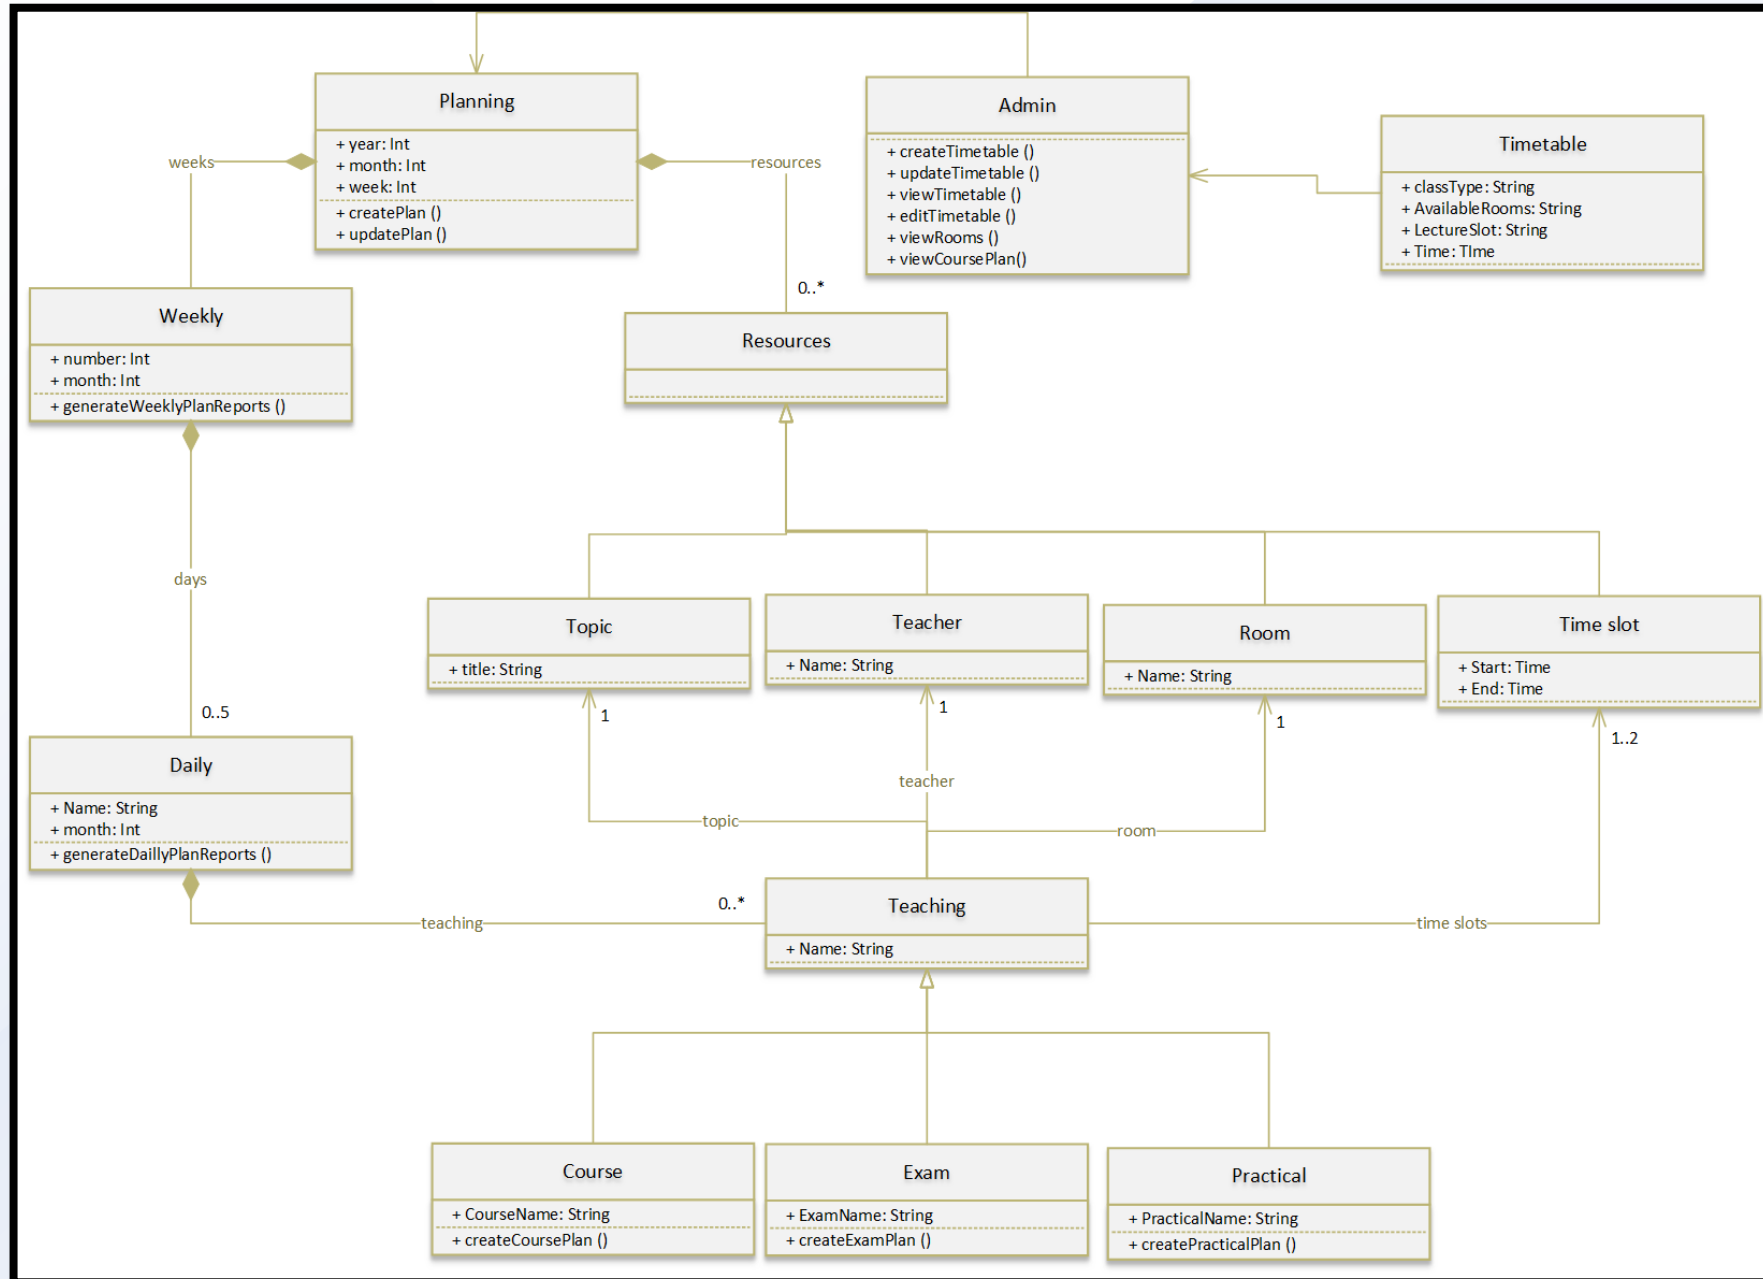 Planning
+ year: Int
+ month: Int
+ week: Int
+ createPlan ()
+ updatePlan ()
Admin
+ createTimetable ()
+ updateTimetable ()
+ viewTimetable ()
+ editTimetable ()
+ viewRooms ()
+ viewCoursePlan()
Timetable
+ classType: String
+ AvailableRooms: String
+ LectureSlot: String
+ Time: TIme
weeks
resources
0..*
Weekly
+ number: Int
+ month: Int
+ generateWeeklyPlanReports ()
Resources
days
0..5
Topic
+ title: String
Teacher
+ Name: String
Room
+ Name: String
Time slot
+ Start: Time
+ End: Time
1
1
1
1..2
Daily
+ Name: String
+ month: Int
+ generateDaillyPlanReports ()
teacher
topic
room
teaching
0..*
Teaching
+ Name: String
time slots
Course
+ CourseName: String
+ createCoursePlan ()
Exam
+ ExamName: String
+ createExamPlan ()
Practical
+ PracticalName: String
+ createPracticalPlan ()